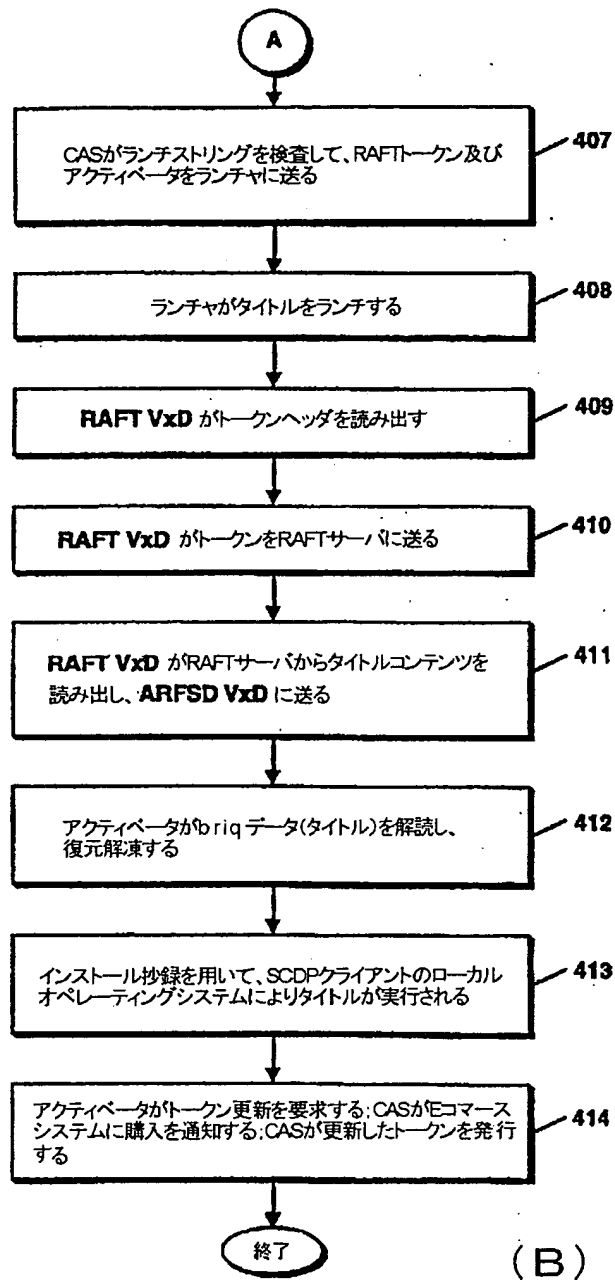 A
CASがランチストリングを検査して、RAFTトークン及び
アクティベータをランチャに送る
407
ランチャがタイトルをランチする
408
RAFT VxD がトークンヘッダを読み出す
409
RAFT VxD がトークンをRAFTサーバに送る
410
RAFT VxD がRAFTサーバからタイトルコンテンツを
読み出し、ARFSD VxD に送る
411
アクティベータがbriqデータ(タイトル)を解読し、
復元解凍する
412
インストール抄録を用いて、SCDPクライアントのローカル
オペレーティングシステムによりタイトルが実行される
413
アクティベータがトークン更新を要求する;CASがEコマース
システムに購入を通知する;CASが更新したトークンを発行
する
414
終了
(B)